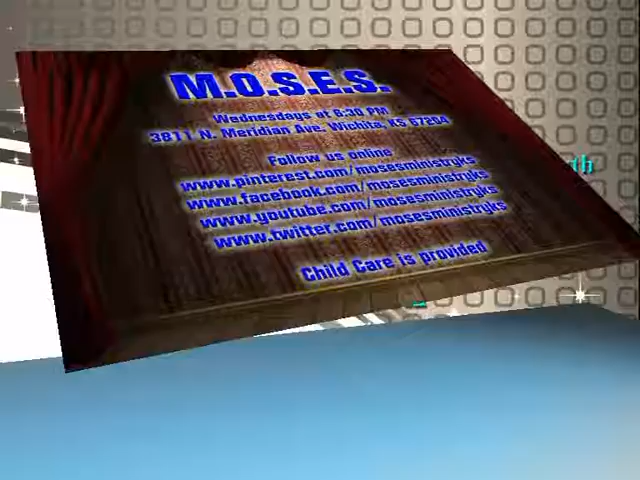 M.O.S.E.S.
Wednesdays at 6:30 PM
3811 N. Meridian Ave. Wichita, KS 67204
Follow us online
www.pinterest.com/mosesministryks
www.facebook.com/mosesministryks
www.youtube.com/mosesministryks
www.twitter.com/mosesministryks
Child Care is provided